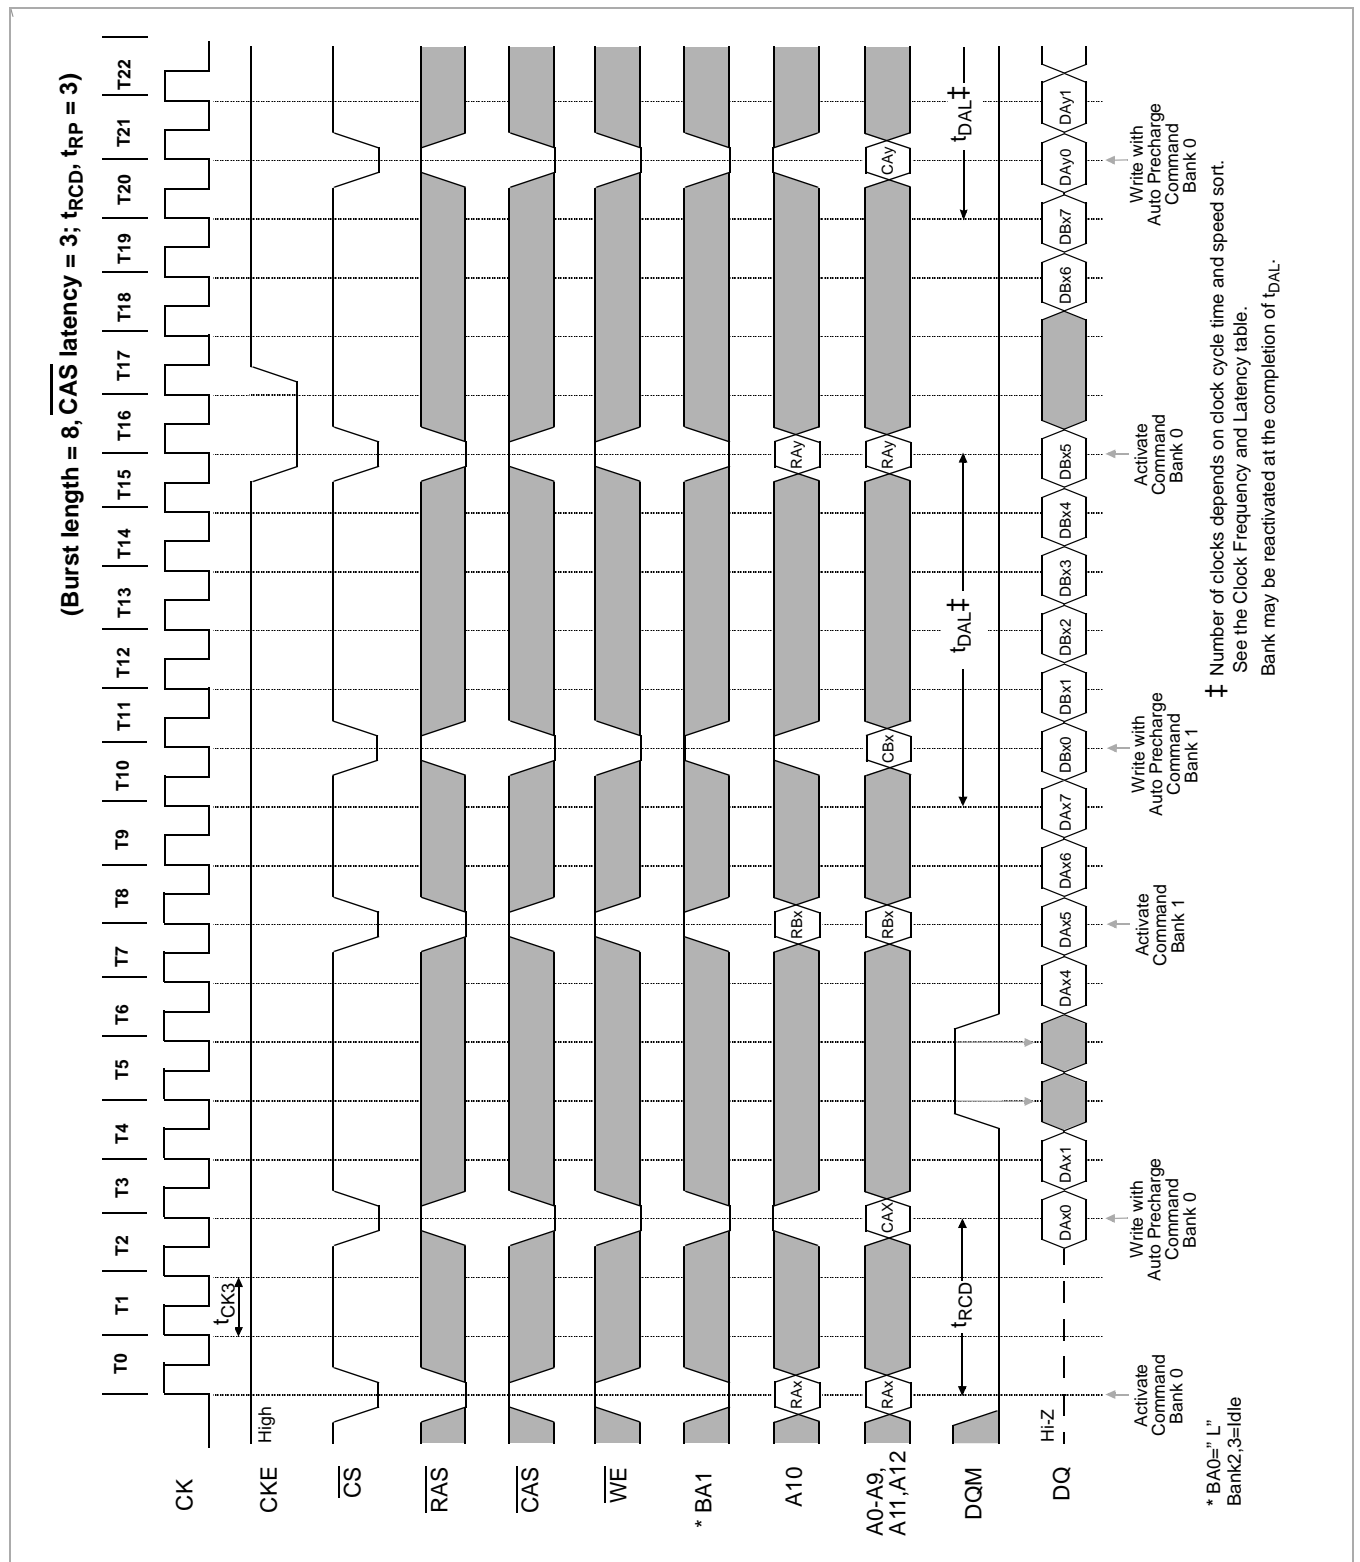 (Burst length = 8, CAS latency = 3; tRCD, tRP = 3)
T0 T1 T2 T3 T4 T5 T6 T7 T8 T9 T10 T11 T12 T13 T14 T15 T16 T17 T18 T19 T20 T21 T22
CK
tCK3
CKE
High
CS
RAS
CAS
WE
* BA1
A10
RAx RBx RAy
A0-A9,
A11,A12
RAx CAX RBx CBx RAy CAy
DQM
tRCD tDAL‡ tDAL‡
DQ
Hi-Z
DAx0 DAx1 DAx4 DAx5 DAx6 DAx7 DBx0 DBx1 DBx2 DBx3 DBx4 DBx5 DBx6 DBx7 DAy0 DAy1
Activate
Command
Bank 0
Write with
Auto Precharge
Command
Bank 0
Activate
Command
Bank 1
Write with
Auto Precharge
Command
Bank 1
Activate
Command
Bank 0
Write with
Auto Precharge
Command
Bank 0
* BA0=” L”
Bank2,3=Idle
‡ Number of clocks depends on clock cycle time and speed sort.
See the Clock Frequency and Latency table.
Bank may be reactivated at the completion of tDAL.